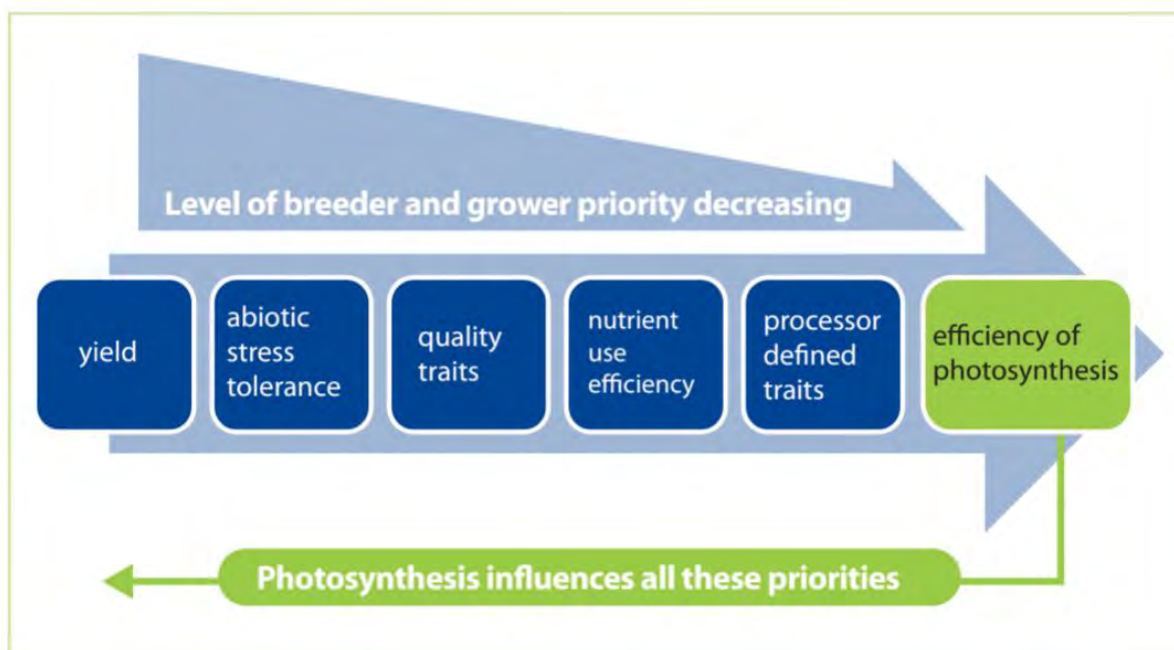 Level of breeder and grower priority decreasing
yield
abiotic
stress
tolerance
quality
traits
nutrient
use
efficiency
processor
defined
traits
efficiency of
photosynthesis
Photosynthesis influences all these priorities